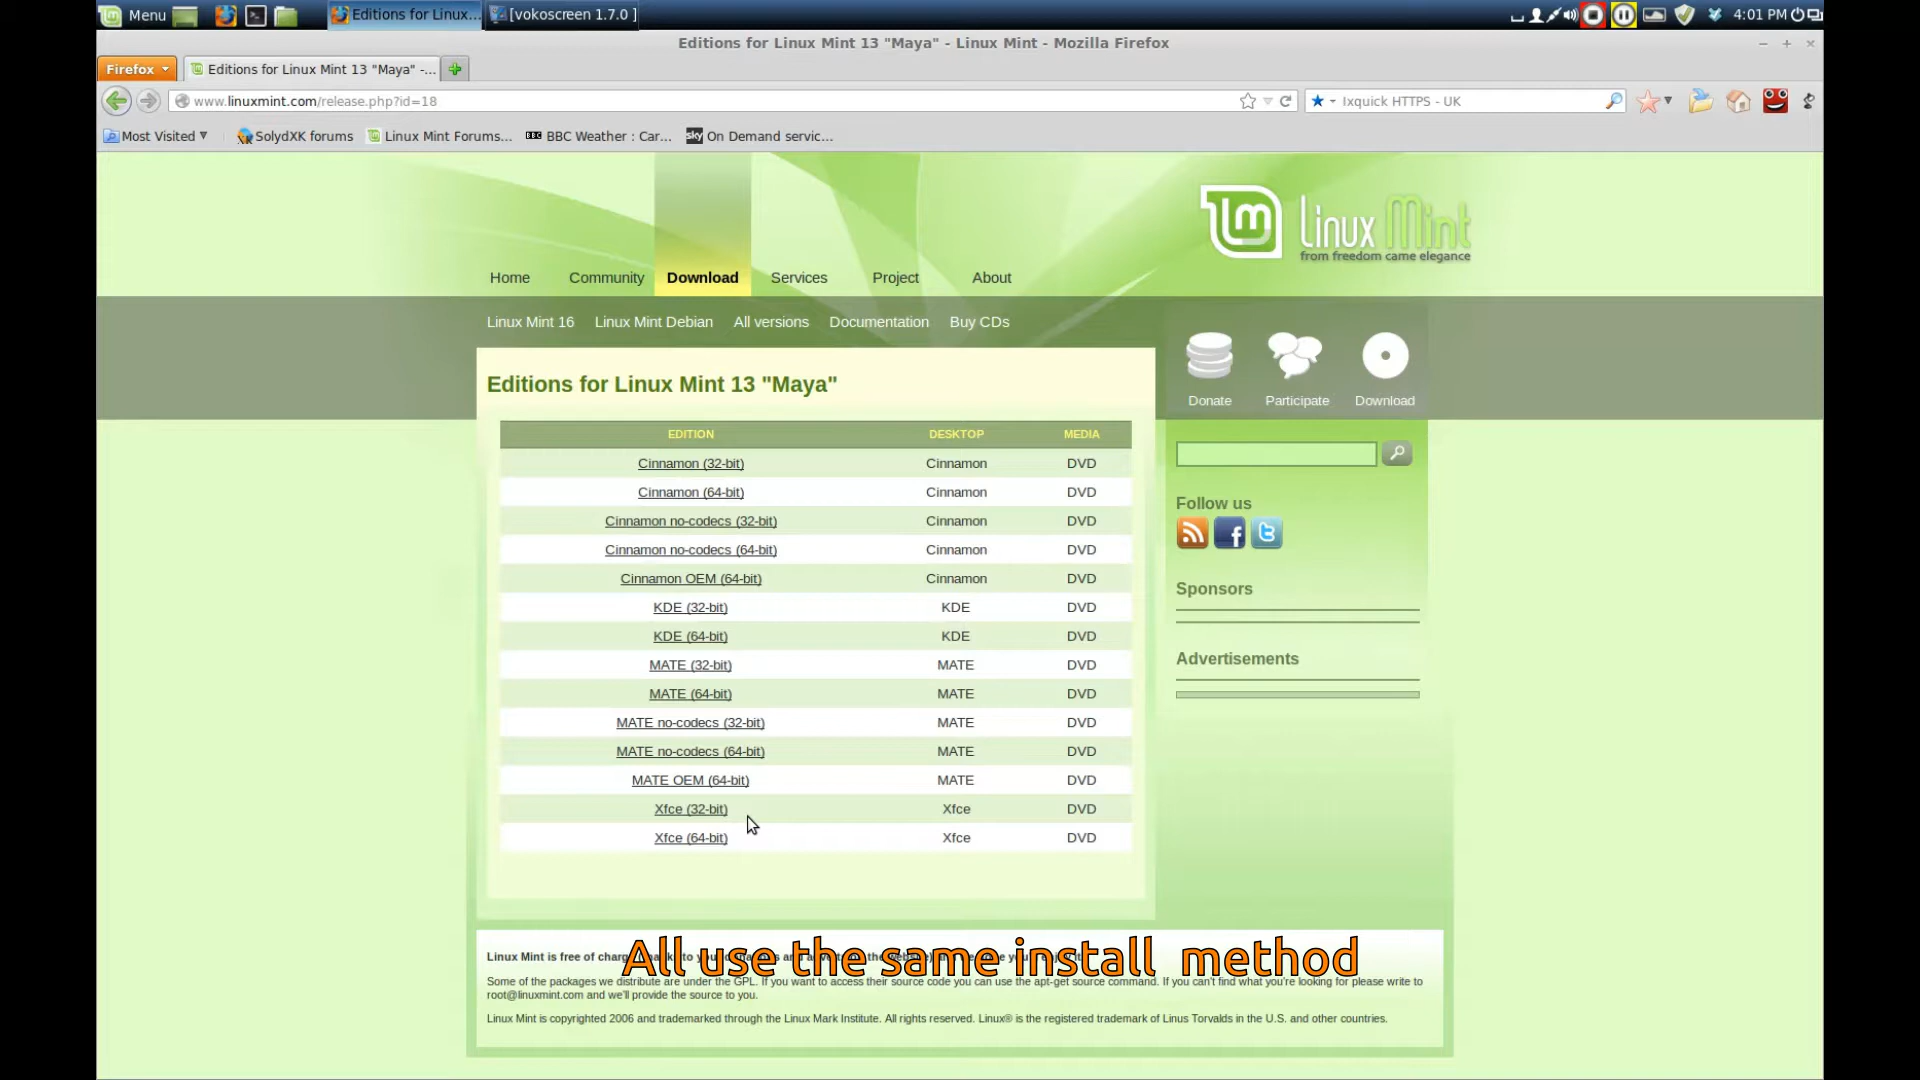 Menu
Editions for Linux...
[vokoscreen 1.7.0 ]
4:01 PM
Editions for Linux Mint 13 "Maya" - Linux Mint - Mozilla Firefox
Firefox
Editions for Linux Mint 13 "Maya" -...
www.linuxmint.com/release.php?id=18
Ixquick HTTPS - UK
Most Visited
SolydXK forums
Linux Mint Forums...
BBC
BBC Weather : Car...
sky
On Demand servic...
lm
Linux Mint
from freedom came elegance
Home
Community
Download
Services
Project
About
Linux Mint 16
Linux Mint Debian
All versions
Documentation
Buy CDs
Donate
Participate
Download
Editions for Linux Mint 13 "Maya"
EDITION DESKTOP MEDIA
Cinnamon (32-bit) Cinnamon DVD
Cinnamon (64-bit) Cinnamon DVD
Cinnamon no-codecs (32-bit) Cinnamon DVD
Cinnamon no-codecs (64-bit) Cinnamon DVD
Cinnamon OEM (64-bit) Cinnamon DVD
KDE (32-bit) KDE DVD
KDE (64-bit) KDE DVD
MATE (32-bit) MATE DVD
MATE (64-bit) MATE DVD
MATE no-codecs (32-bit) MATE DVD
MATE no-codecs (64-bit) MATE DVD
MATE OEM (64-bit) MATE DVD
Xfce (32-bit) Xfce DVD
Xfce (64-bit) Xfce DVD
Follow us
Sponsors
Advertisements
All use the same install method
Linux Mint is free of charge
Some of the packages we distribute are under the GPL. If you want to access their source code you can use the apt-get source command. If you can't find what you're looking for please write to
root@linuxmint.com and we'll provide the source to you.
Linux Mint is copyrighted 2006 and trademarked through the Linux Mark Institute. All rights reserved. Linux® is the registered trademark of Linus Torvalds in the U.S. and other countries.